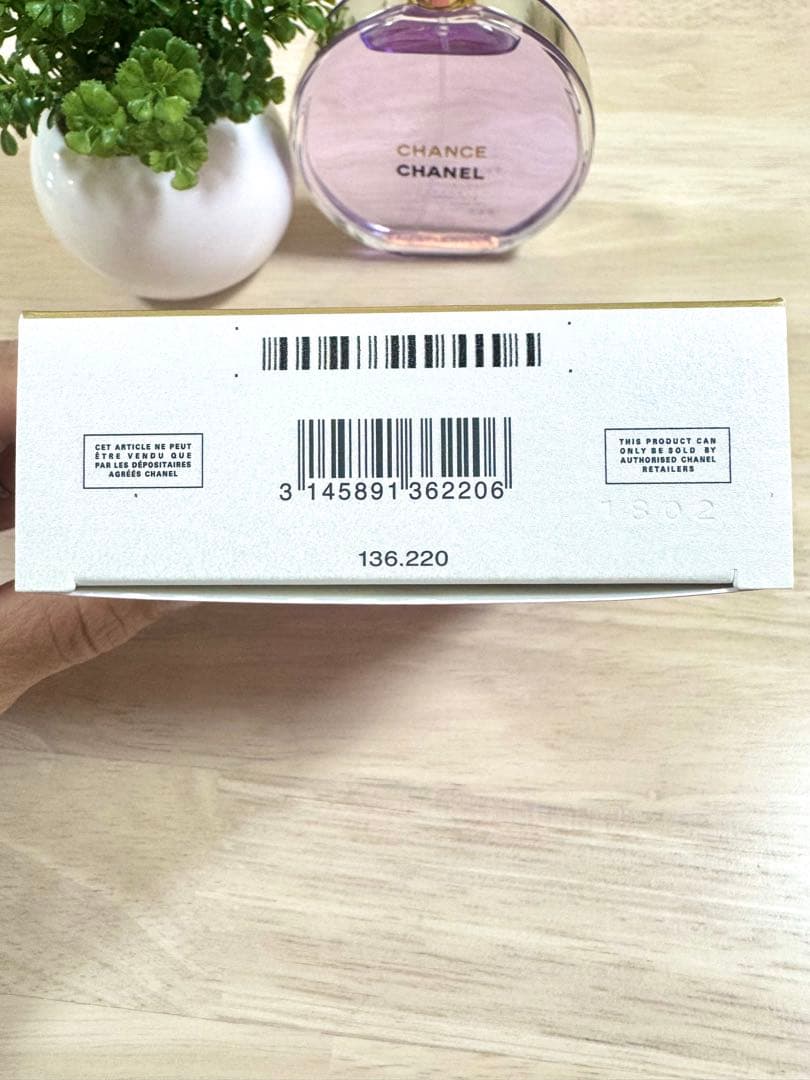 CHANCE
CHANEL
CET ARTICLE NE PEUT
ÊTRE VENDU QUE
PAR LES DÉPOSITAIRES
AGRÉÉS CHANEL
3 145891 362206
THIS PRODUCT CAN
ONLY BE SOLD BY
AUTHORISED CHANEL
RETAILERS
1802
136.220